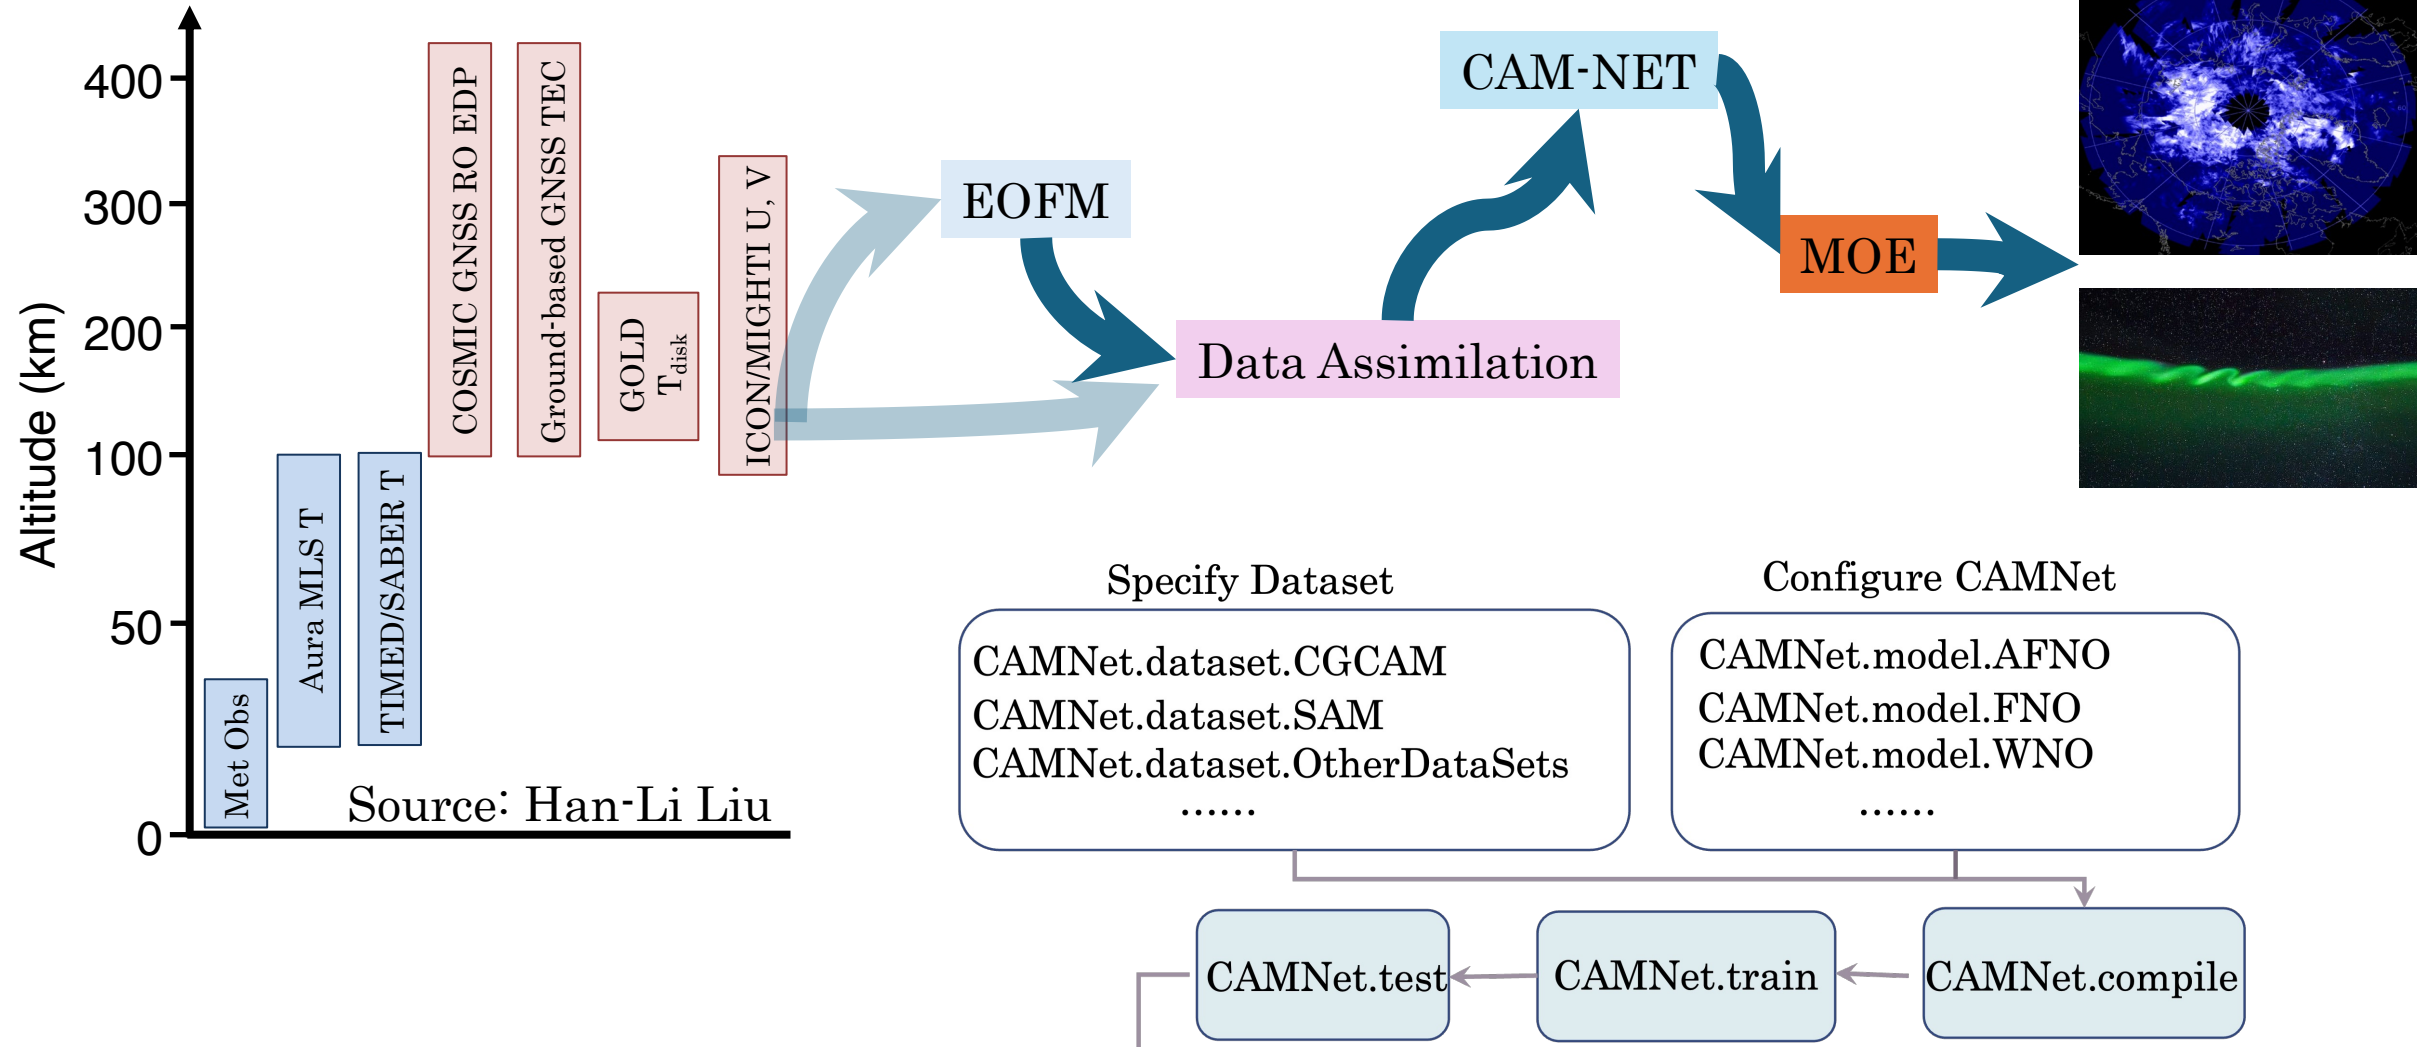 Altitude (km)
400
300
200
100
50
0
Met Obs
Aura MLS T
TIMED/SABER T
COSMIC GNSS RO EDP
Ground-based GNSS TEC
GOLD
T_disk
ICON/MIGHTI U, V
Source: Han-Li Liu
EOFM
Data Assimilation
CAM-NET
MOE
Specify Dataset
CAMNet.dataset.CGCAM
CAMNet.dataset.SAM
CAMNet.dataset.OtherDataSets
......
Configure CAMNet
CAMNet.model.AFNO
CAMNet.model.FNO
CAMNet.model.WNO
......
CAMNet.test
CAMNet.train
CAMNet.compile